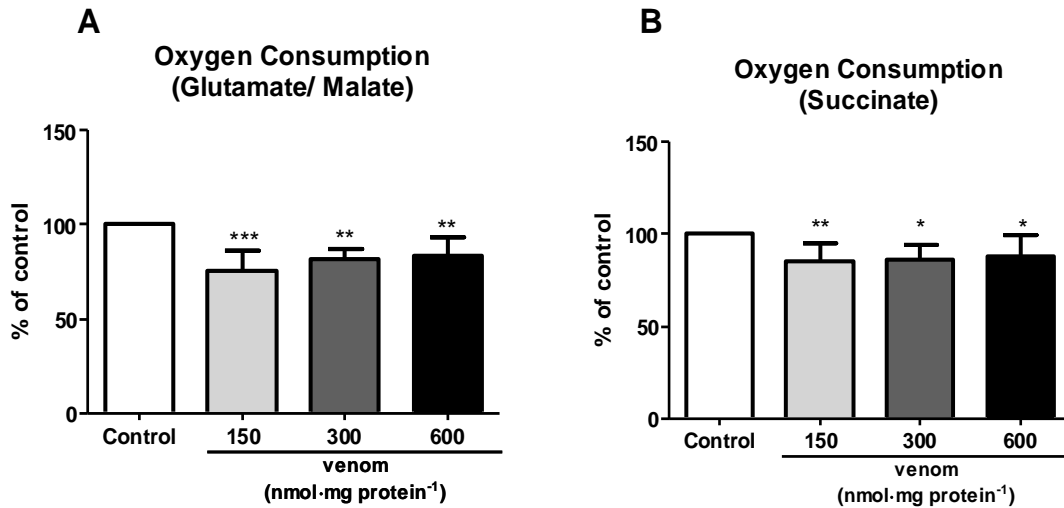 A
Oxygen Consumption
(Glutamate/ Malate)
% of control
150
100
50
0
***
**
**
Control
150
300
600
venom
(nmol·mg protein⁻¹)
B
Oxygen Consumption
(Succinate)
% of control
150
100
50
0
**
*
*
Control
150
300
600
venom
(nmol·mg protein⁻¹)